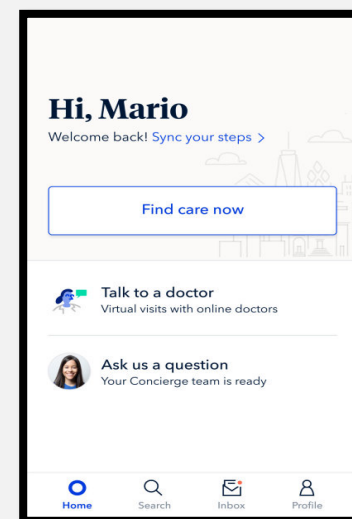 Hi, Mario
Welcome back! Sync your steps >
Find care now
Talk to a doctor
Virtual visits with online doctors
Ask us a question
Your Concierge team is ready
Home Search Inbox Profile